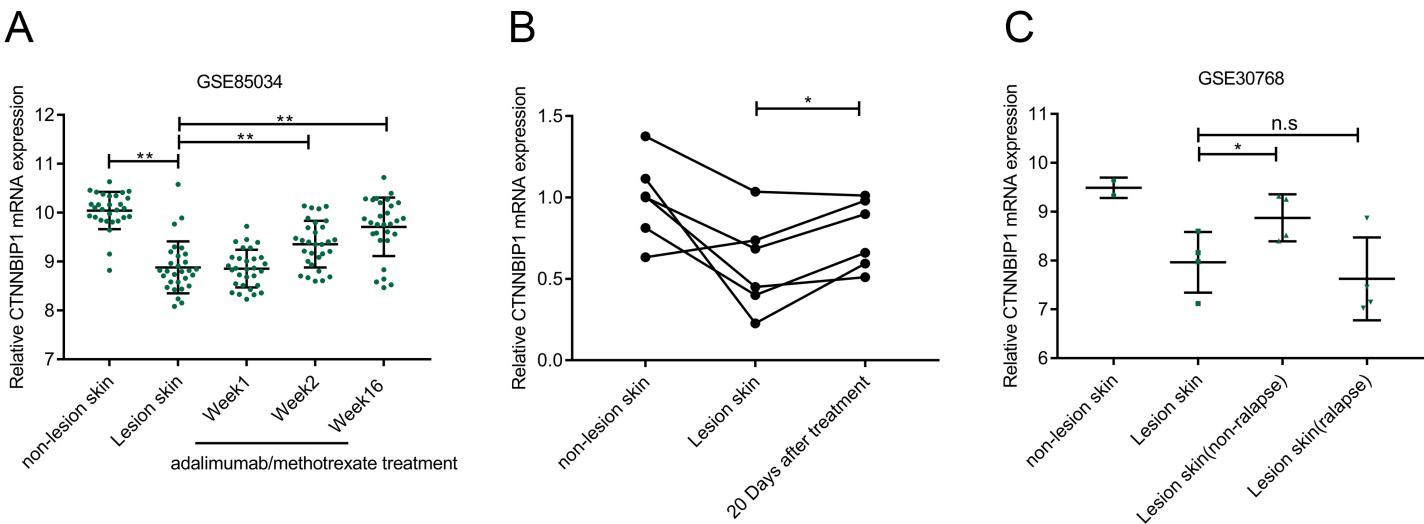 A
GSE85034
Relative CTNNBIP1 mRNA expression
12
11
10
9
8
7
**
**
**
non-lesion skin
Lesion skin
Week1
Week2
Week16
adalimumab/methotrexate treatment
B
Relative CTNNBIP1 mRNA expression
1.5
1.0
0.5
0.0
*
non-lesion skin
Lesion skin
20 Days after treatment
C
GSE30768
Relative CTNNBIP1 mRNA expression
11
10
9
8
7
6
n.s
*
non-lesion skin
Lesion skin
Lesion skin(non-ralapse)
Lesion skin(ralapse)